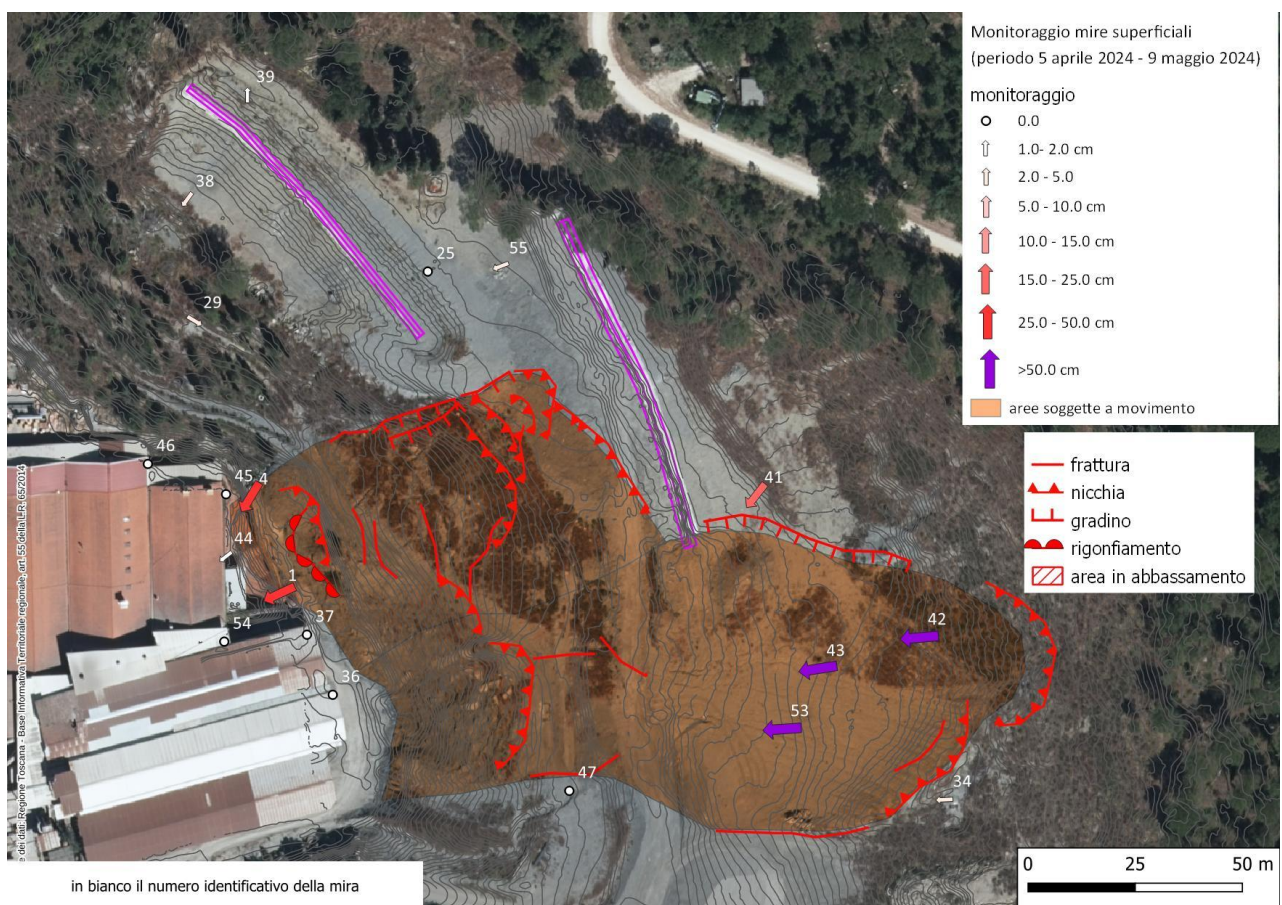 Monitoraggio mire superficiali
(periodo 5 aprile 2024 - 9 maggio 2024)
monitoraggio
0.0
1.0- 2.0 cm
2.0 - 5.0
5.0 - 10.0 cm
10.0 - 15.0 cm
15.0 - 25.0 cm
25.0 - 50.0 cm
>50.0 cm
aree soggette a movimento
frattura
nicchia
gradino
rigonfiamento
area in abbassamento
39
38
25
55
29
46
45
4
41
44
1
54
37
36
42
43
53
47
34
e dei dati: Regione Toscana - Base Informativa Territoriale regionale, art. 55 della L.R. 65/2014
in bianco il numero identificativo della mira
0 25 50 m